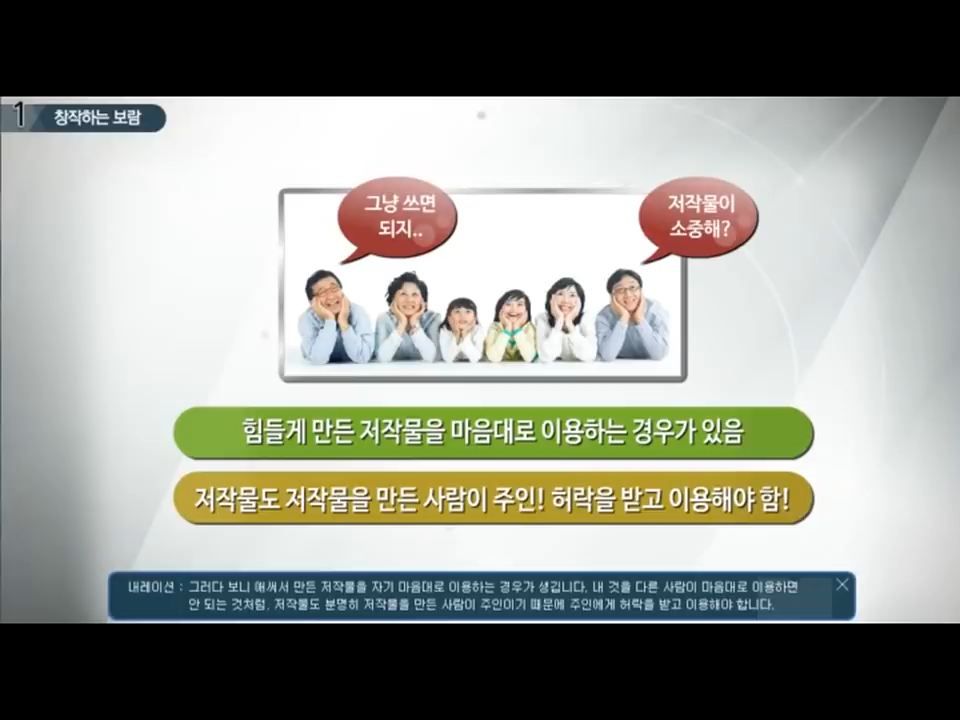 1 창작하는 보람
그냥 쓰면
되지..
저작물이
소중해?
힘들게 만든 저작물을 마음대로 이용하는 경우가 있음
저작물도 저작물을 만든 사람이 주인! 허락을 받고 이용해야 함!
내레이션 : 그러다 보니 애써서 만든 저작물을 자기 마음대로 이용하는 경우가 생깁니다. 내 것을 다른 사람이 마음대로 이용하면
안 되는 것처럼, 저작물도 분명히 저작물을 만든 사람이 주인이기 때문에 주인에게 허락을 받고 이용해야 합니다.